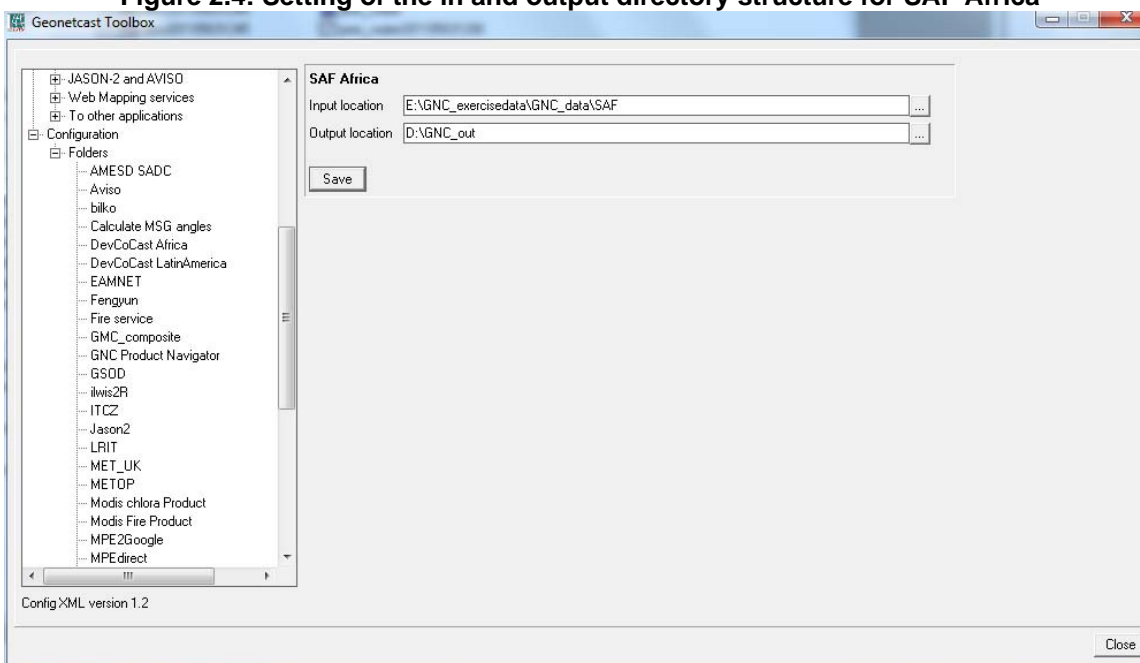 Figure 2.4: Setting of the in and output directory structure for SAF Africa
Geonetcast Toolbox
JASON-2 and AVISO
Web Mapping services
To other applications
Configuration
Folders
AMESD SADC
Aviso
bilko
Calculate MSG angles
DevCoCast Africa
DevCoCast LatinAmerica
EAMNET
Fengyun
Fire service
GMC_composite
GNC Product Navigator
GSOD
ilwis2R
ITCZ
Jason2
LRIT
MET_UK
METOP
Modis chlora Product
Modis Fire Product
MPE2Google
MPEdirect
Config XML version 1.2
SAF Africa
Input location E:\GNC_exercisedata\GNC_data\SAF ...
Output location D:\GNC_out ...
Save
Close